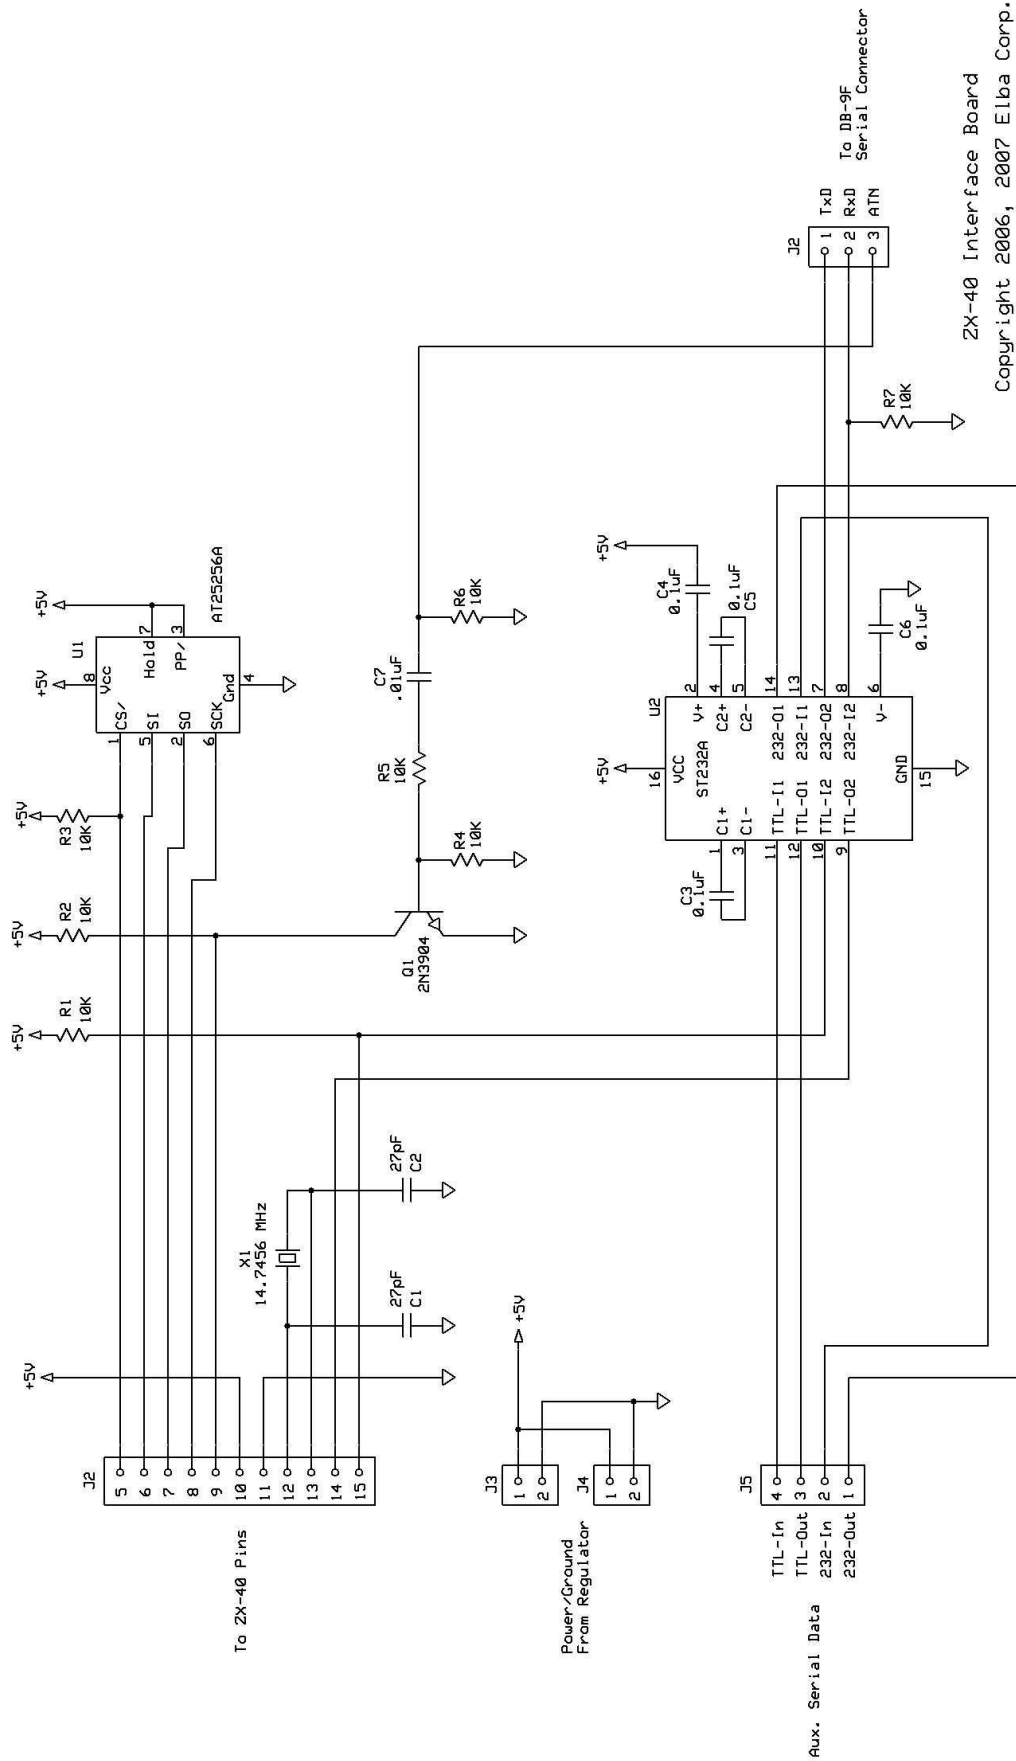 To ZX-40 Pins
J2
5
6
7
8
9
10
11
12
13
14
15
+5V
X1
14.7456 MHz
27pF
C1
27pF
C2
+5V
R1
10K
+5V
R2
10K
+5V
R3
10K
U1
AT25256A
+5V
+5V
8
Vcc
1
CS/
5
SI
2
SO
6
SCK
Hold
7
PP/
3
Gnd
4
Q1
2N3904
R4
10K
R5
10K
C7
.01uF
R6
10K
Power/Ground
From Regulator
J3
1
2
+5V
J4
1
2
Aux. Serial Data
J5
TTL-In 4
TTL-Out 3
232-In 2
232-Out 1
U2
ST232A
+5V
16
VCC
C3
0.1uF
1 C1+
3 C1-
11 TTL-I1
12 TTL-O1
10 TTL-I2
9 TTL-O2
V+ 2
C2+ 4
C2- 5
232-O1 14
232-I1 13
232-O2 7
232-I2 8
V- 6
GND
15
+5V
C4
0.1uF
0.1uF
C5
C6
0.1uF
R7
10K
J2
1 TxD
2 RxD
3 ATN
To DB-9F
Serial Connector
ZX-40 Interface Board
Copyright 2006, 2007 Elba Corp.